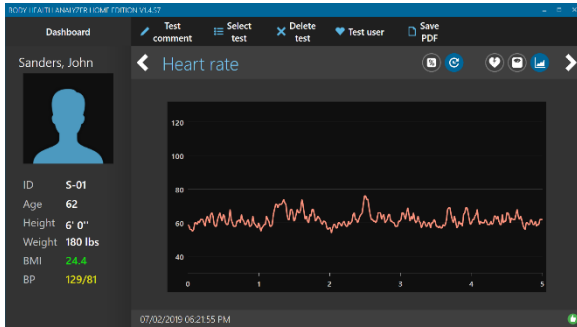 BODY HEALTH ANALYZER HOME EDITION V1.4.57
Dashboard
Test comment
Select test
Delete test
Test user
Save PDF
Sanders, John
Heart rate
ID S-01
Age 62
Height 6' 0"
Weight 180 lbs
BMI 24.4
BP 129/81
120
100
80
60
40
0 1 2 3 4 5
07/02/2019 06:21:55 PM